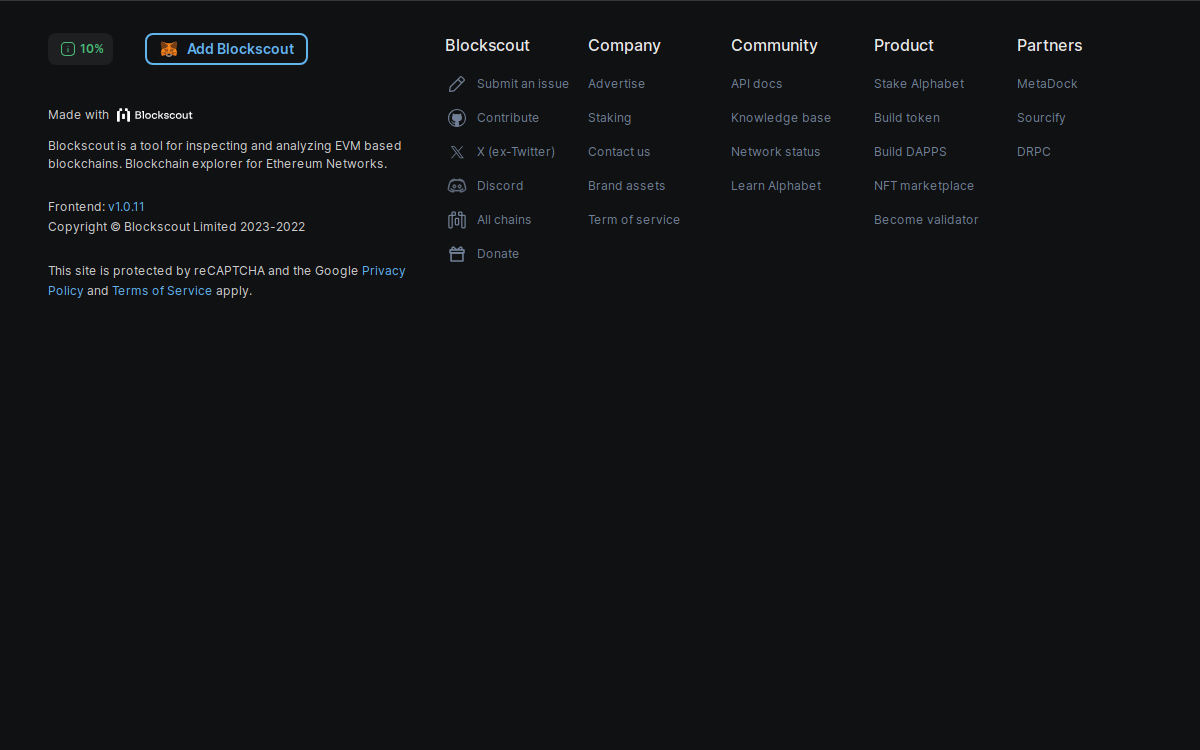 10%
Add Blockscout
Made with Blockscout
Blockscout is a tool for inspecting and analyzing EVM based
blockchains. Blockchain explorer for Ethereum Networks.
Frontend: v1.0.11
Copyright © Blockscout Limited 2023-2022
This site is protected by reCAPTCHA and the Google Privacy
Policy and Terms of Service apply.
Blockscout
Submit an issue
Contribute
X (ex-Twitter)
Discord
All chains
Donate
Company
Advertise
Staking
Contact us
Brand assets
Term of service
Community
API docs
Knowledge base
Network status
Learn Alphabet
Product
Stake Alphabet
Build token
Build DAPPS
NFT marketplace
Become validator
Partners
MetaDock
Sourcify
DRPC